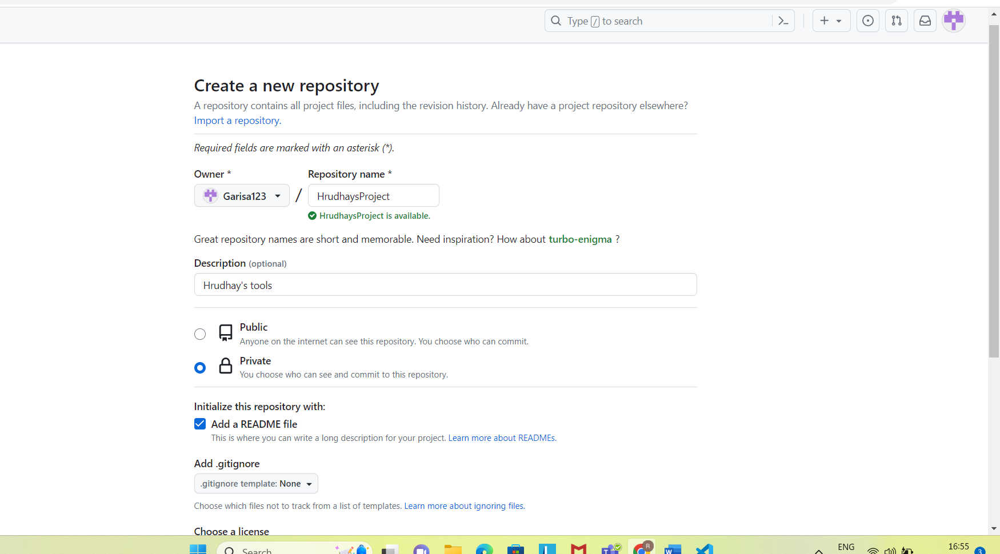 Type / to search
Create a new repository
A repository contains all project files, including the revision history. Already have a project repository elsewhere?
Import a repository.
Required fields are marked with an asterisk (*).
Owner * Repository name *
Garisa123 / HrudhaysProject
HrudhaysProject is available.
Great repository names are short and memorable. Need inspiration? How about turbo-enigma ?
Description (optional)
Hrudhay's tools
Public
Anyone on the internet can see this repository. You choose who can commit.
Private
You choose who can see and commit to this repository.
Initialize this repository with:
Add a README file
This is where you can write a long description for your project. Learn more about READMEs.
Add .gitignore
.gitignore template: None
Choose which files not to track from a list of templates. Learn more about ignoring files.
Choose a license
Search
R
ENG
16:55
3